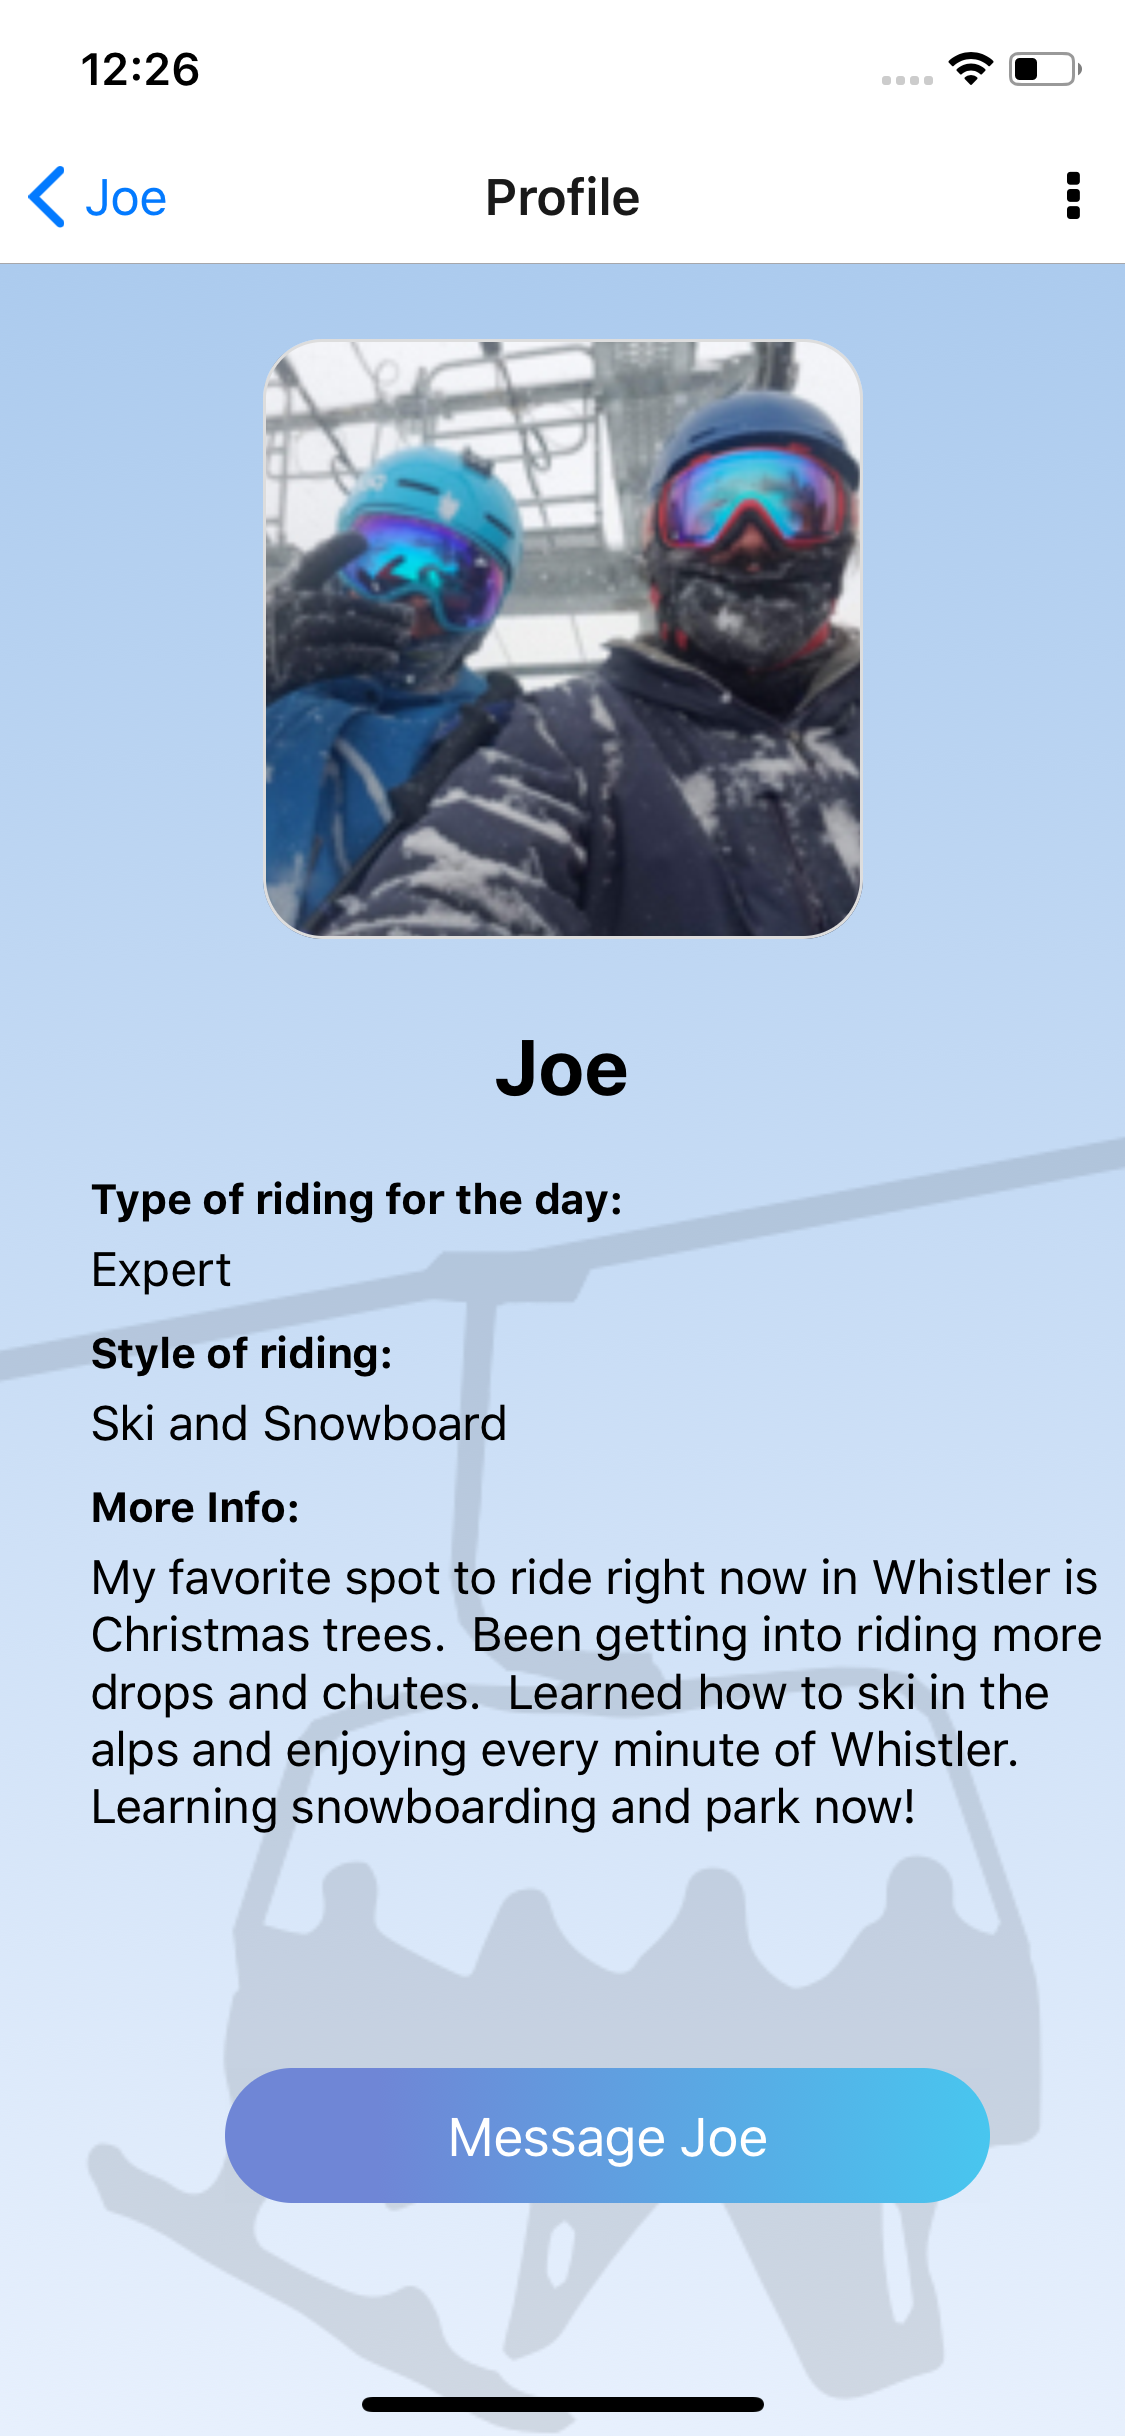 12:26
Joe
Profile
Joe
Type of riding for the day:
Expert
Style of riding:
Ski and Snowboard
More Info:
My favorite spot to ride right now in Whistler is
Christmas trees.  Been getting into riding more
drops and chutes.  Learned how to ski in the
alps and enjoying every minute of Whistler.
Learning snowboarding and park now!
Message Joe